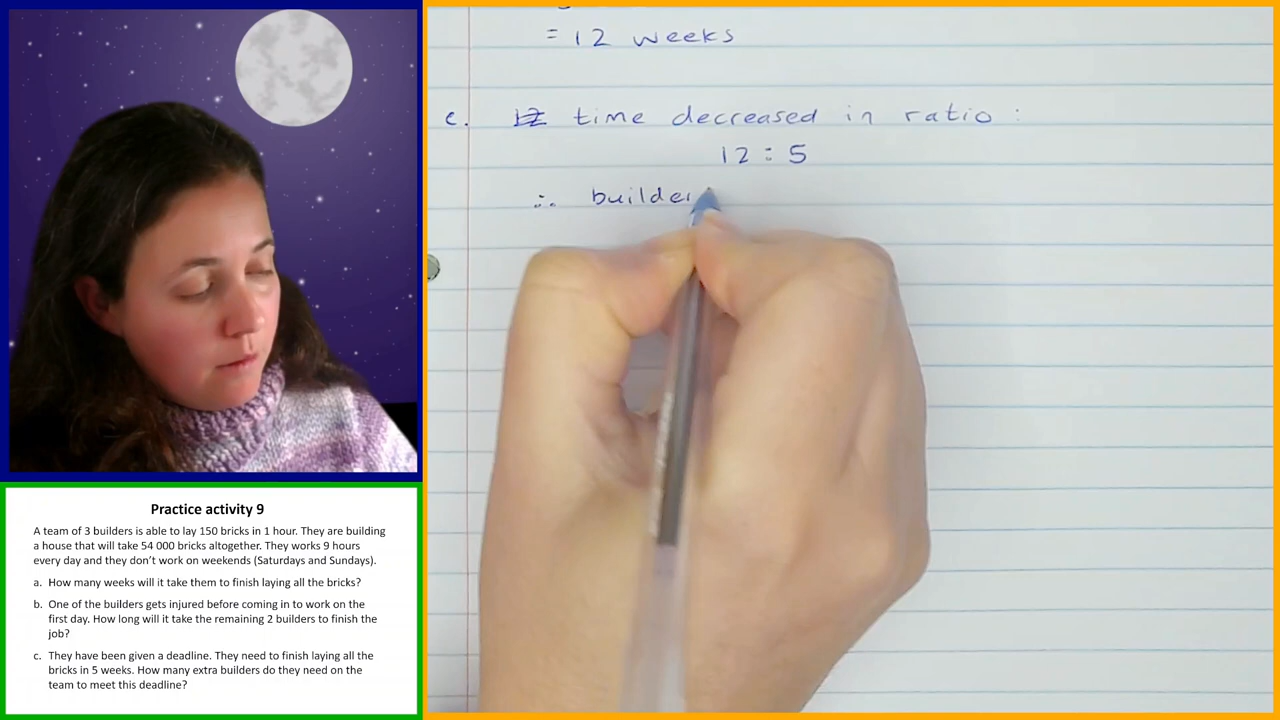 = 12 weeks
c. time decreased in ratio :
12 : 5
∴ builder
Practice activity 9
A team of 3 builders is able to lay 150 bricks in 1 hour. They are building
a house that will take 54 000 bricks altogether. They works 9 hours
every day and they don't work on weekends (Saturdays and Sundays).
a. How many weeks will it take them to finish laying all the bricks?
b. One of the builders gets injured before coming in to work on the
first day. How long will it take the remaining 2 builders to finish the
job?
c. They have been given a deadline. They need to finish laying all the
bricks in 5 weeks. How many extra builders do they need on the
team to meet this deadline?